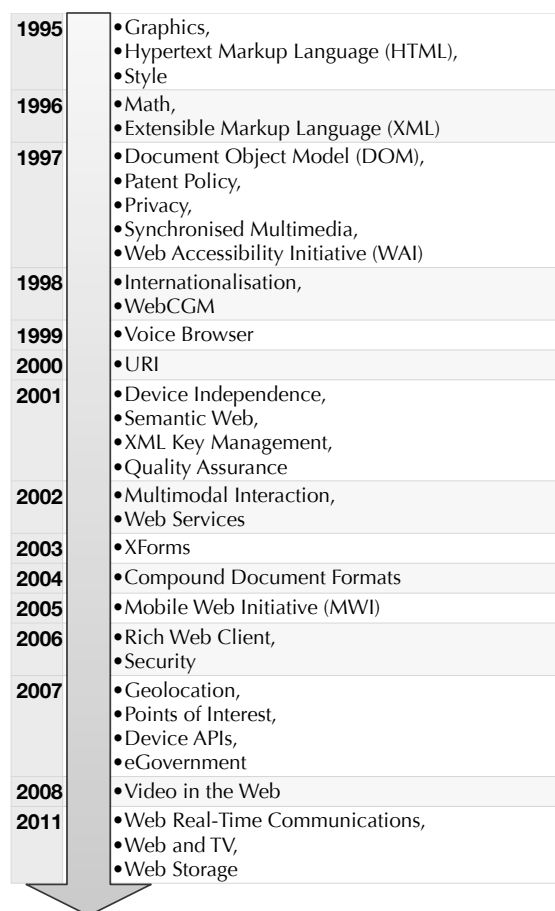 1995 •Graphics,
•Hypertext Markup Language (HTML),
•Style
1996 •Math,
•Extensible Markup Language (XML)
1997 •Document Object Model (DOM),
•Patent Policy,
•Privacy,
•Synchronised Multimedia,
•Web Accessibility Initiative (WAI)
1998 •Internationalisation,
•WebCGM
1999 •Voice Browser
2000 •URI
2001 •Device Independence,
•Semantic Web,
•XML Key Management,
•Quality Assurance
2002 •Multimodal Interaction,
•Web Services
2003 •XForms
2004 •Compound Document Formats
2005 •Mobile Web Initiative (MWI)
2006 •Rich Web Client,
•Security
2007 •Geolocation,
•Points of Interest,
•Device APIs,
•eGovernment
2008 •Video in the Web
2011 •Web Real-Time Communications,
•Web and TV,
•Web Storage